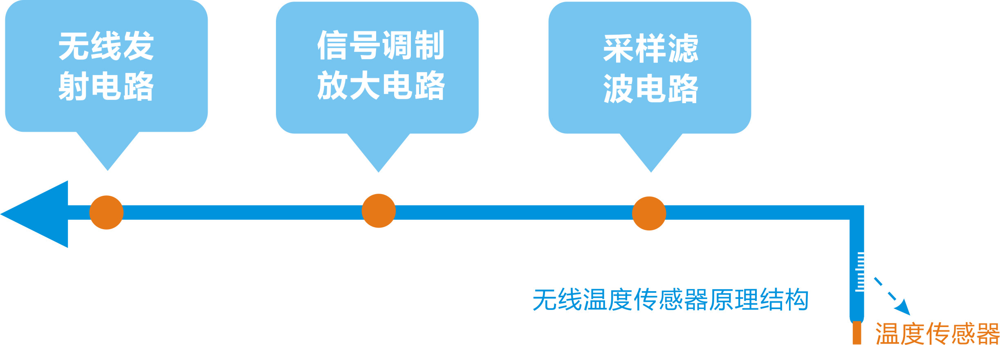 无线发
射电路
信号调制
放大电路
采样滤
波电路
无线温度传感器原理结构
温度传感器